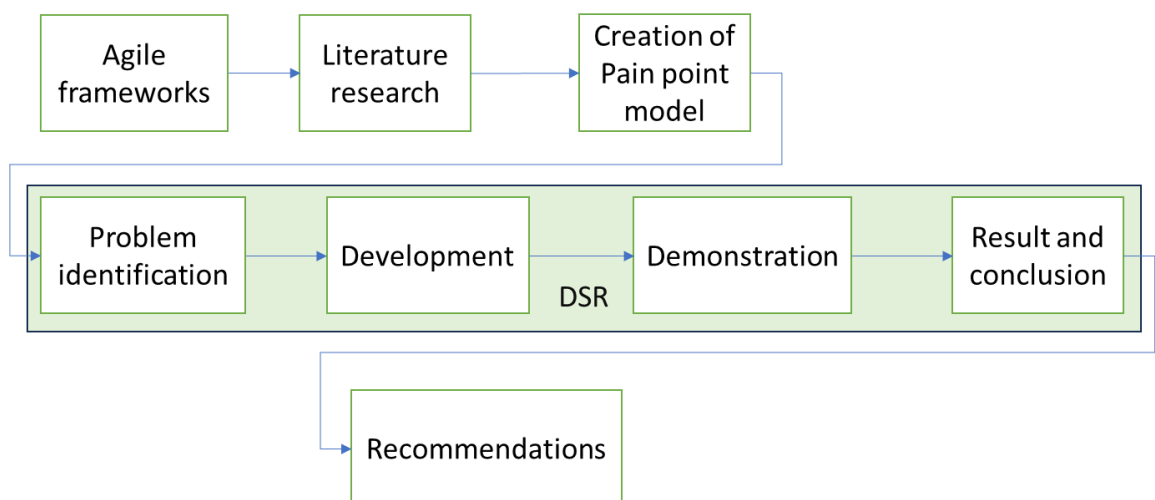 Agile
frameworks
Literature
research
Creation of
Pain point
model
Problem
identification
Development
Demonstration
Result and
conclusion
DSR
Recommendations